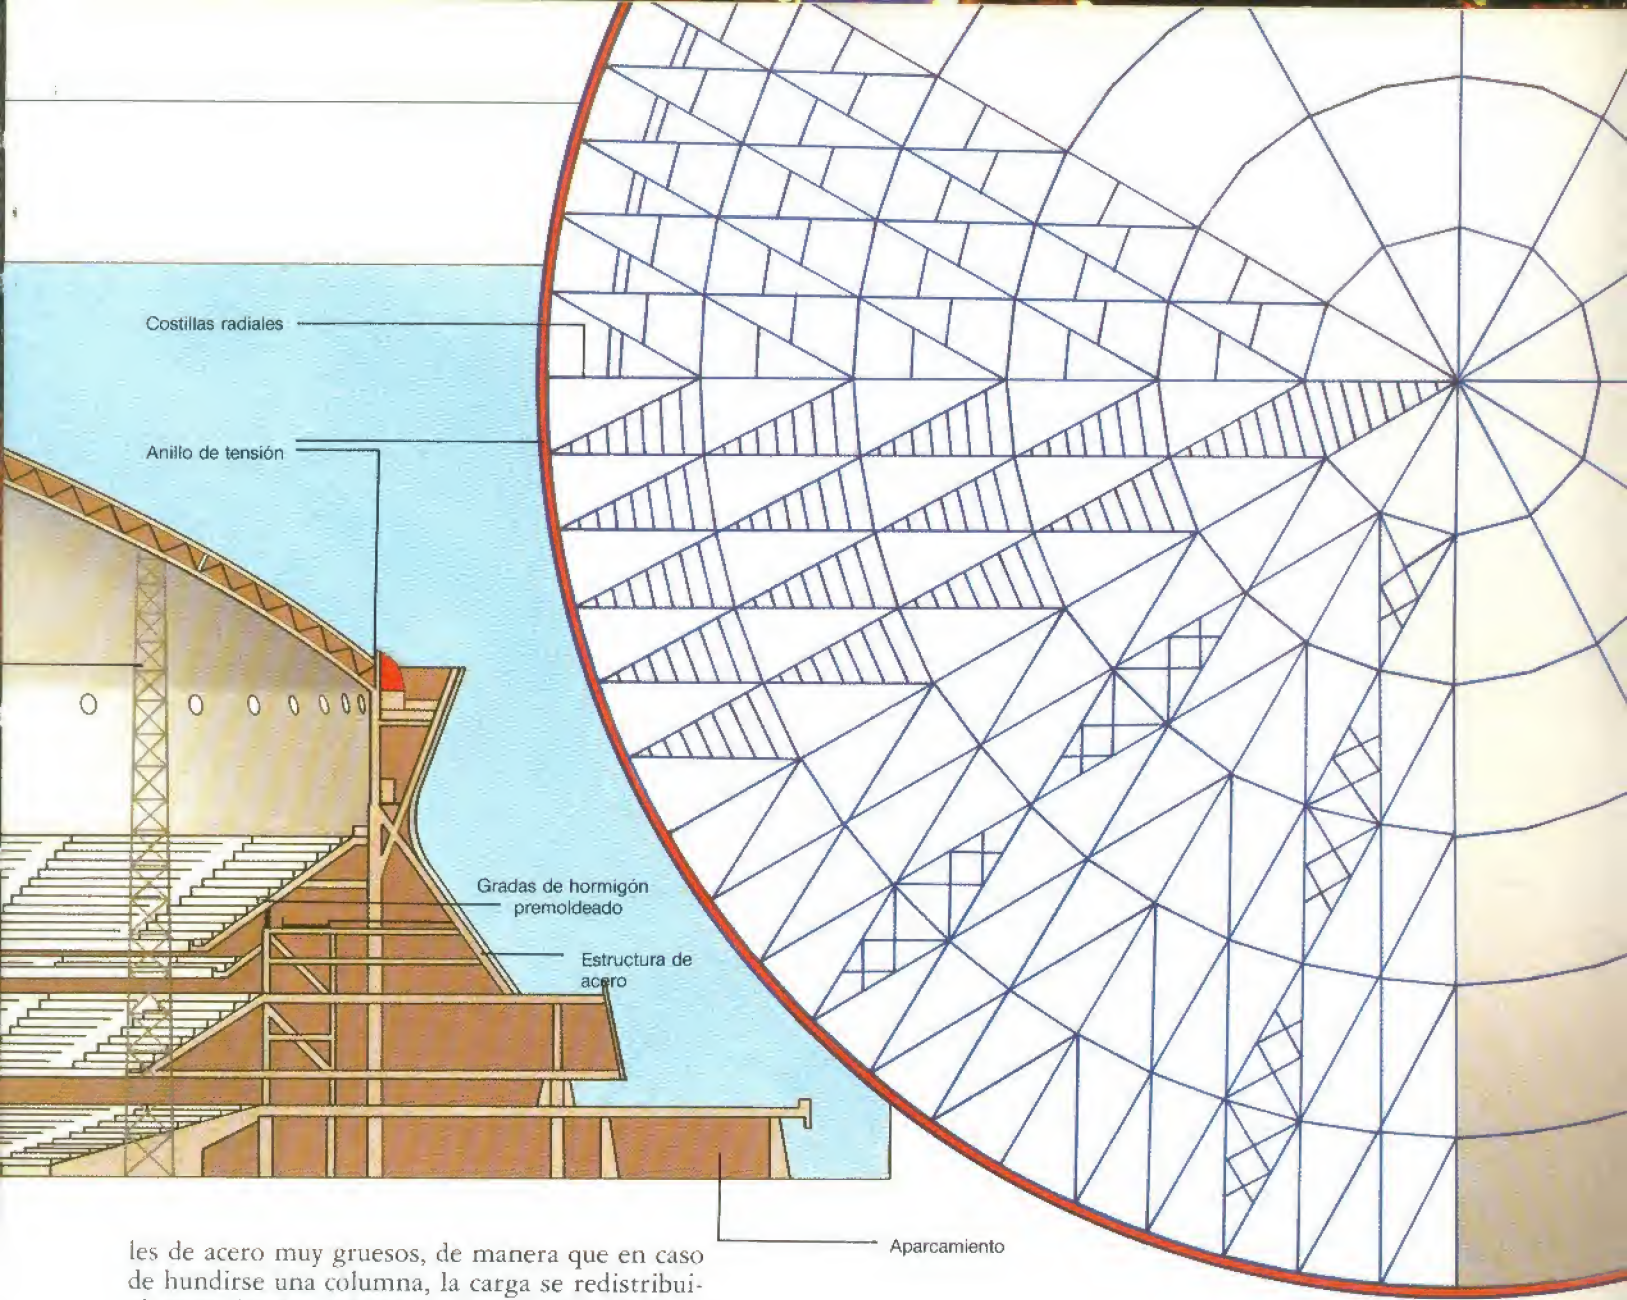 Costillas radiales
Anillo de tensión
Gradas de hormigón
premoldeado
Estructura de
acero
Aparcamiento
les de acero muy gruesos, de manera que en caso
de hundirse una columna, la carga se redistribui-